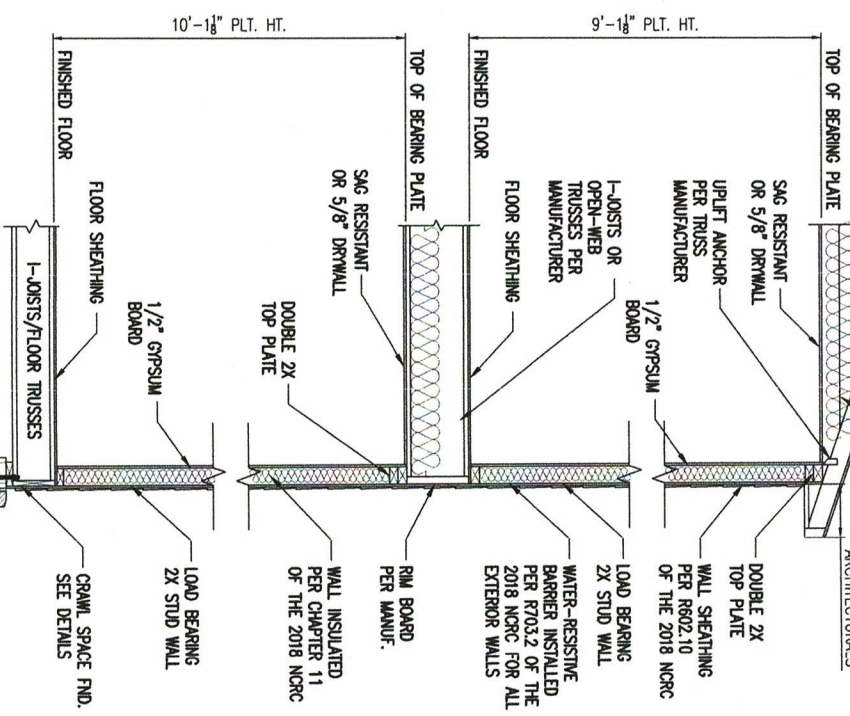 10'-1⅛" PLT. HT.
9'-1⅛" PLT. HT.
TOP OF BEARING PLATE
SAG RESISTANT
OR 5/8" DRYWALL
UPLIFT ANCHOR
PER TRUSS
MANUFACTURER
1/2" GYPSUM
BOARD
DOUBLE 2X
TOP PLATE
WALL SHEATHING
PER R602.10
OF THE 2018 NCRC
LOAD BEARING
2X STUD WALL
WATER-RESISTIVE
BARRIER INSTALLED
PER R703.2 OF THE
2018 NCRC FOR ALL
EXTERIOR WALLS
I-JOISTS OR
OPEN-WEB
TRUSSES PER
MANUFACTURER
FLOOR SHEATHING
FINISHED FLOOR
TOP OF BEARING PLATE
SAG RESISTANT
OR 5/8" DRYWALL
DOUBLE 2X
TOP PLATE
RIM BOARD
PER MANUF.
WALL INSULATED
PER CHAPTER 11
OF THE 2018 NCRC
1/2" GYPSUM
BOARD
LOAD BEARING
2X STUD WALL
FLOOR SHEATHING
FINISHED FLOOR
I-JOISTS/FLOOR TRUSSES
CRAWL SPACE FND.
SEE DETAILS